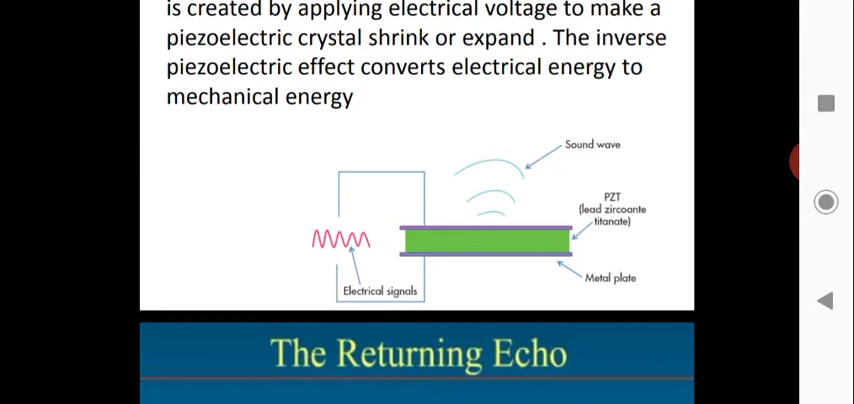 is created by applying electrical voltage to make a
piezoelectric crystal shrink or expand . The inverse
piezoelectric effect converts electrical energy to
mechanical energy
Sound wave
PZT
(lead zircoante
titanate)
Metal plate
Electrical signals
The Returning Echo